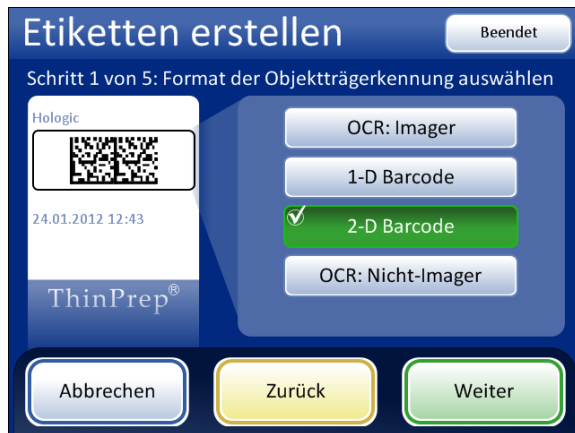 Etiketten erstellen
Beendet
Schritt 1 von 5: Format der Objektträgerkennung auswählen
Hologic
24.01.2012 12:43
ThinPrep®
OCR: Imager
1-D Barcode
2-D Barcode
OCR: Nicht-Imager
Abbrechen
Zurück
Weiter